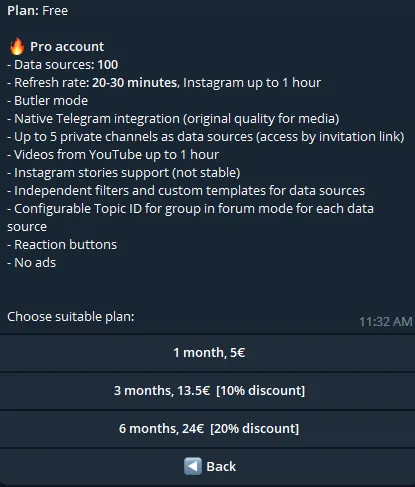 Plan: Free
🔥 Pro account
- Data sources: 100
- Refresh rate: 20-30 minutes, Instagram up to 1 hour
- Butler mode
- Native Telegram integration (original quality for media)
- Up to 5 private channels as data sources (access by invitation link)
- Videos from YouTube up to 1 hour
- Instagram stories support (not stable)
- Independent filters and custom templates for data sources
- Configurable Topic ID for group in forum mode for each data
source
- Reaction buttons
- No ads
Choose suitable plan:
11:32 AM
1 month, 5€
3 months, 13.5€ [10% discount]
6 months, 24€ [20% discount]
◀️ Back